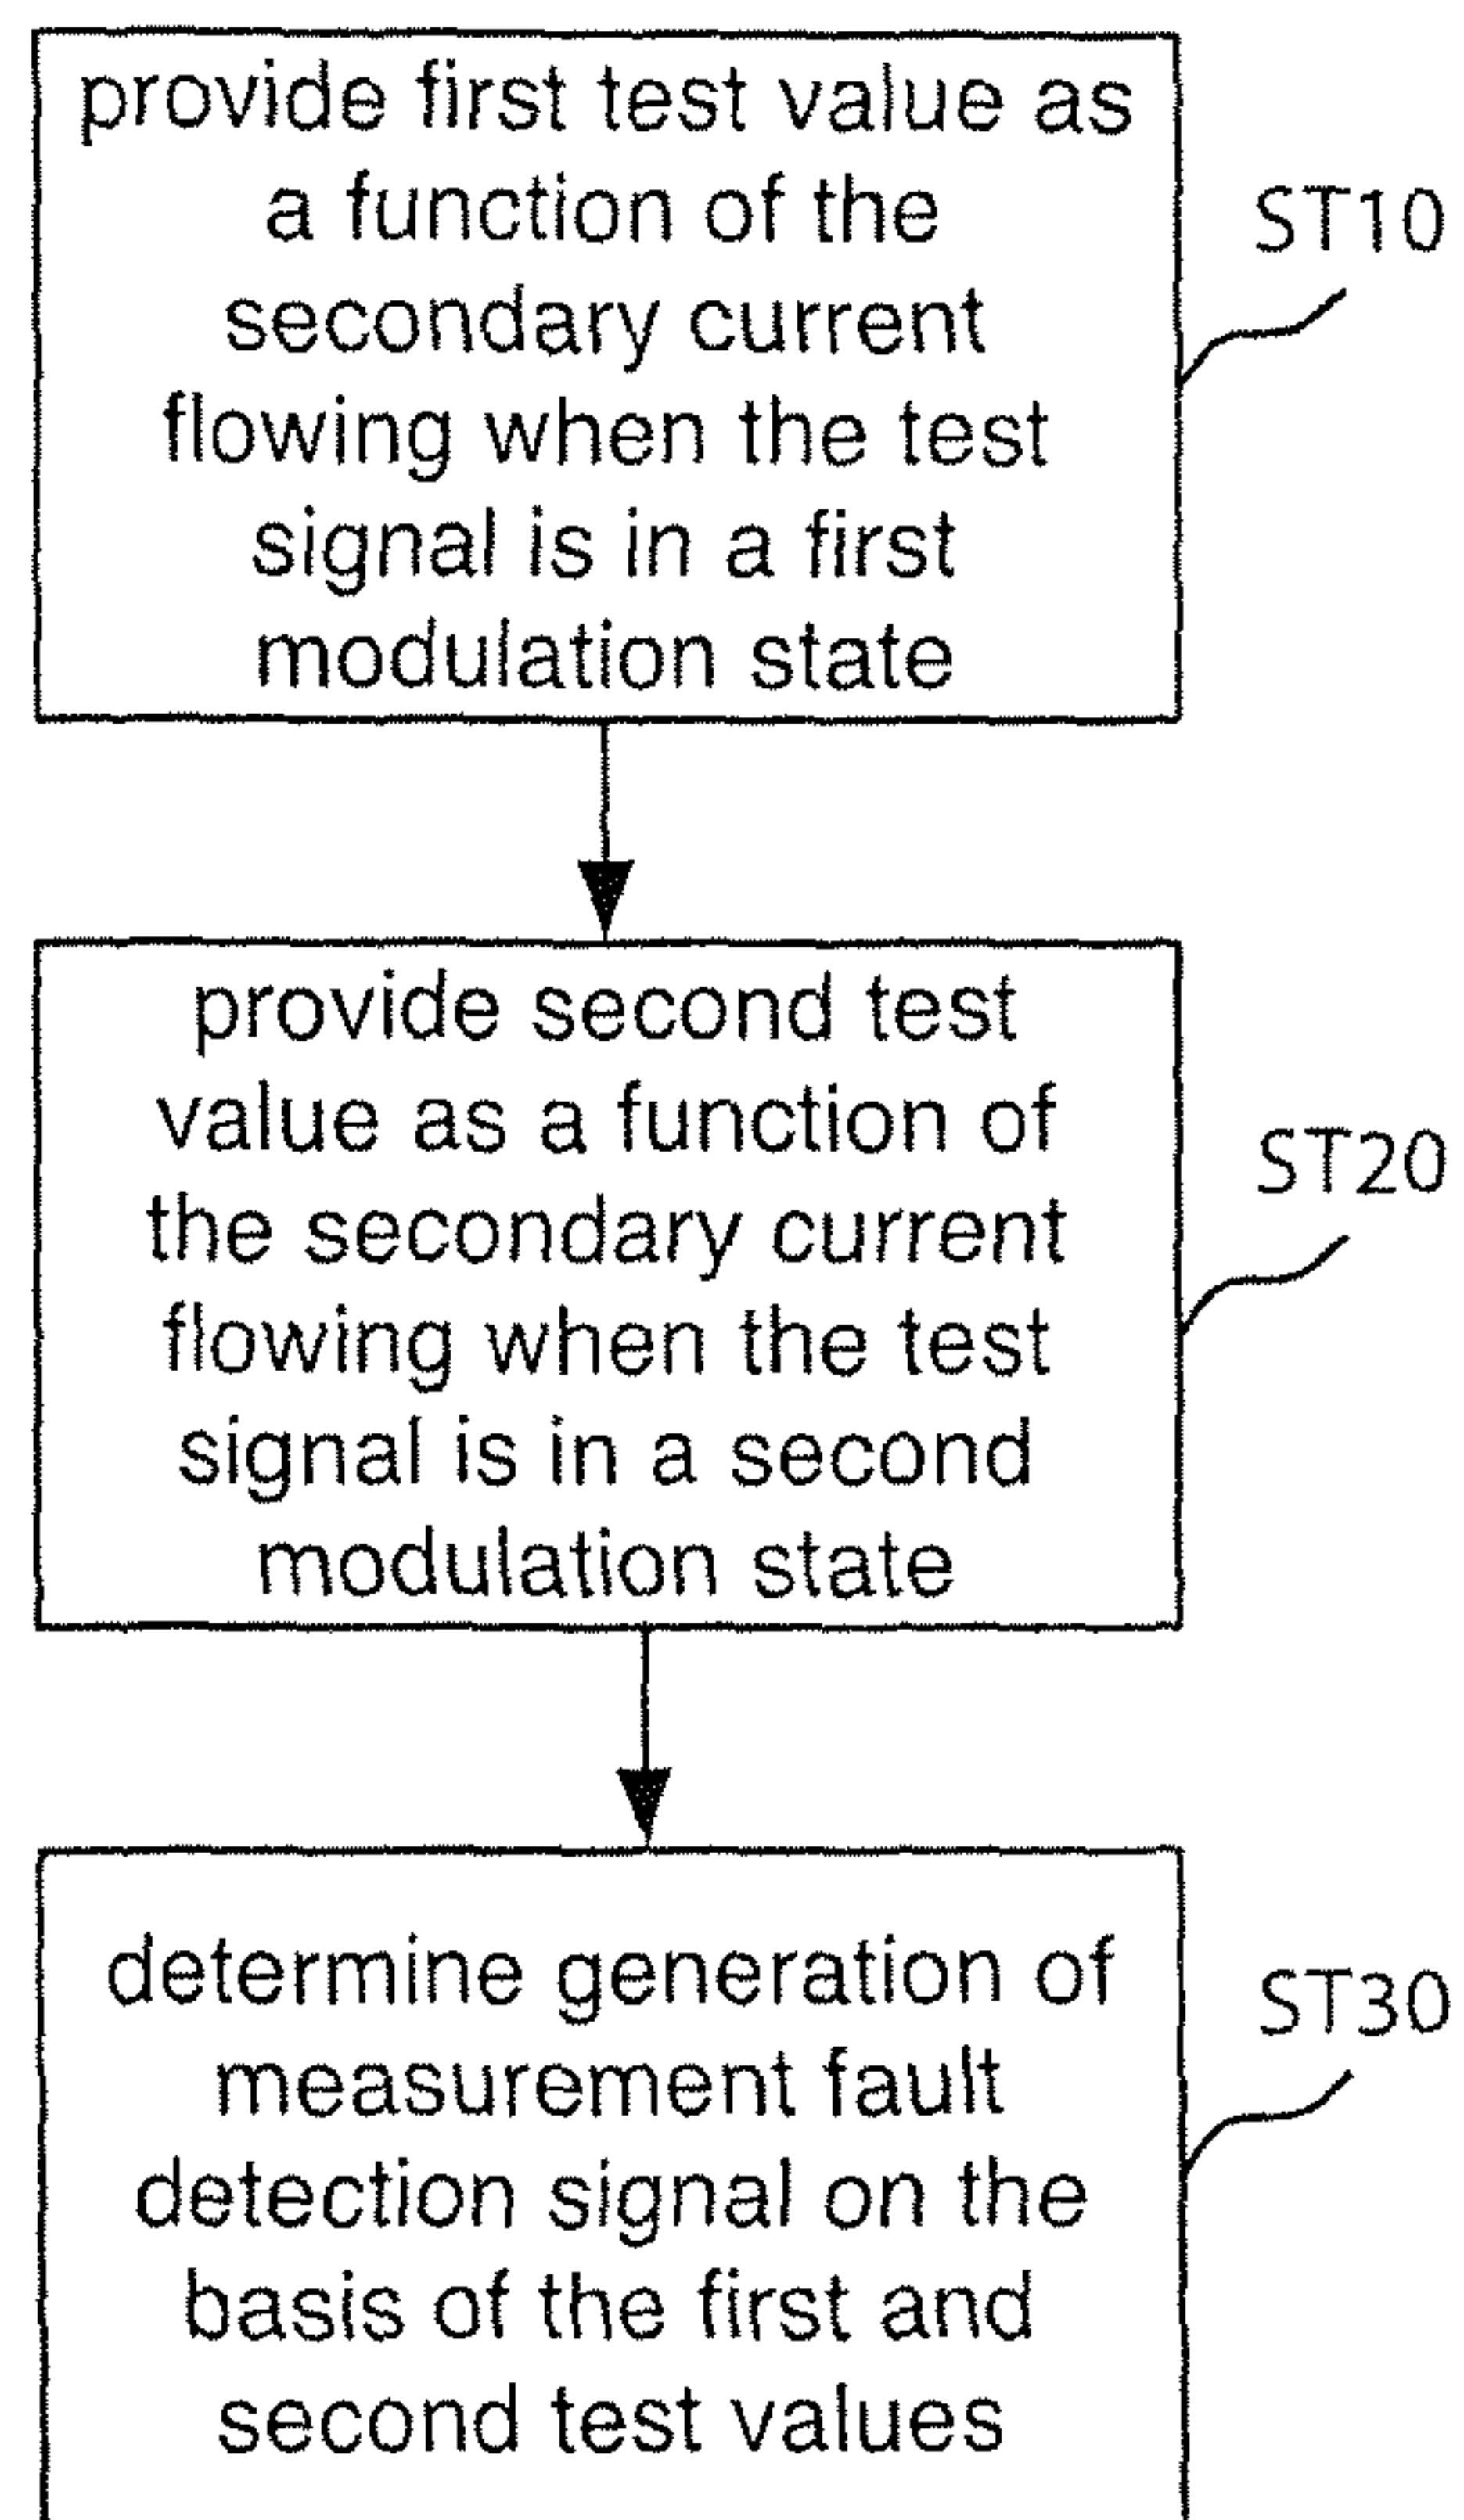 provide first test value as
a function of the
secondary current
flowing when the test
signal is in a first
modulation state
ST10
provide second test
value as a function of
the secondary current
flowing when the test
signal is in a second
modulation state
ST20
determine generation of
measurement fault
detection signal on the
basis of the first and
second test values
ST30